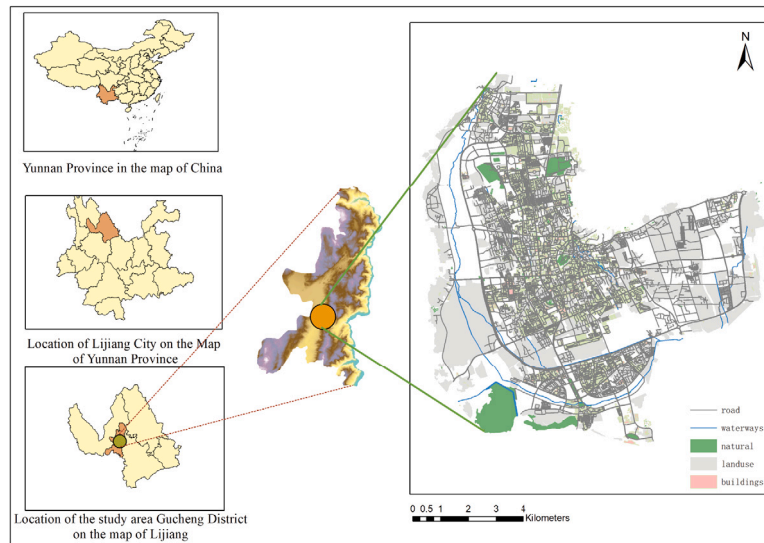 Yunnan Province in the map of China
Location of Lijiang City on the Map
of Yunnan Province
Location of the study area Gucheng District
on the map of Lijiang
N
road
waterways
natural
landuse
buildings
0 0.5 1 2 3 4
Kilometers